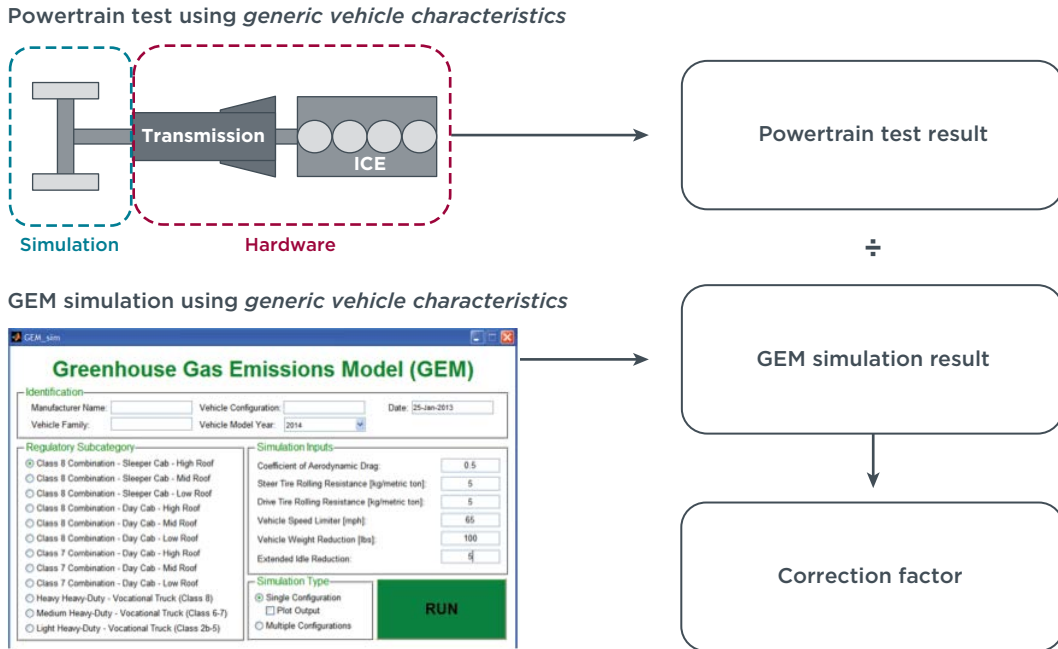 Powertrain test using generic vehicle characteristics
Transmission
ICE
Simulation
Hardware
Powertrain test result
÷
GEM simulation using generic vehicle characteristics
GEM_sim
Greenhouse Gas Emissions Model (GEM)
Identification
Manufacturer Name:
Vehicle Configuration:
Date: 25-Jan-2013
Vehicle Family:
Vehicle Model Year: 2014
Regulatory Subcategory
Class 8 Combination - Sleeper Cab - High Roof
Class 8 Combination - Sleeper Cab - Mid Roof
Class 8 Combination - Sleeper Cab - Low Roof
Class 8 Combination - Day Cab - High Roof
Class 8 Combination - Day Cab - Mid Roof
Class 8 Combination - Day Cab - Low Roof
Class 7 Combination - Day Cab - High Roof
Class 7 Combination - Day Cab - Mid Roof
Class 7 Combination - Day Cab - Low Roof
Heavy Heavy-Duty - Vocational Truck (Class 8)
Medium Heavy-Duty - Vocational Truck (Class 6-7)
Light Heavy-Duty - Vocational Truck (Class 2b-5)
Simulation Inputs
Coefficient of Aerodynamic Drag: 0.5
Steer Tire Rolling Resistance [kg/metric ton]: 5
Drive Tire Rolling Resistance [kg/metric ton]: 5
Vehicle Speed Limiter [mph]: 65
Vehicle Weight Reduction [lbs]: 100
Extended Idle Reduction: 5
Simulation Type
Single Configuration
Plot Output
Multiple Configurations
RUN
GEM simulation result
Correction factor